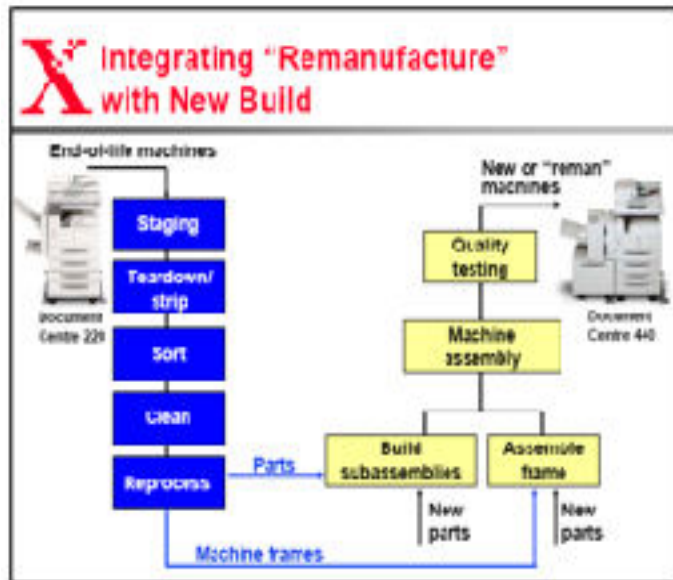 X
Integrating "Remanufacture"
with New Build
End-of-life machines
Staging
Teardown/
strip
Sort
Clean
Reprocess
Document
Centre 220
Parts
Machine frames
New or "reman"
machines
Quality
testing
Machine
assembly
Build
subassemblies
Assemble
frame
New
parts
New
parts
Document
Centre 440